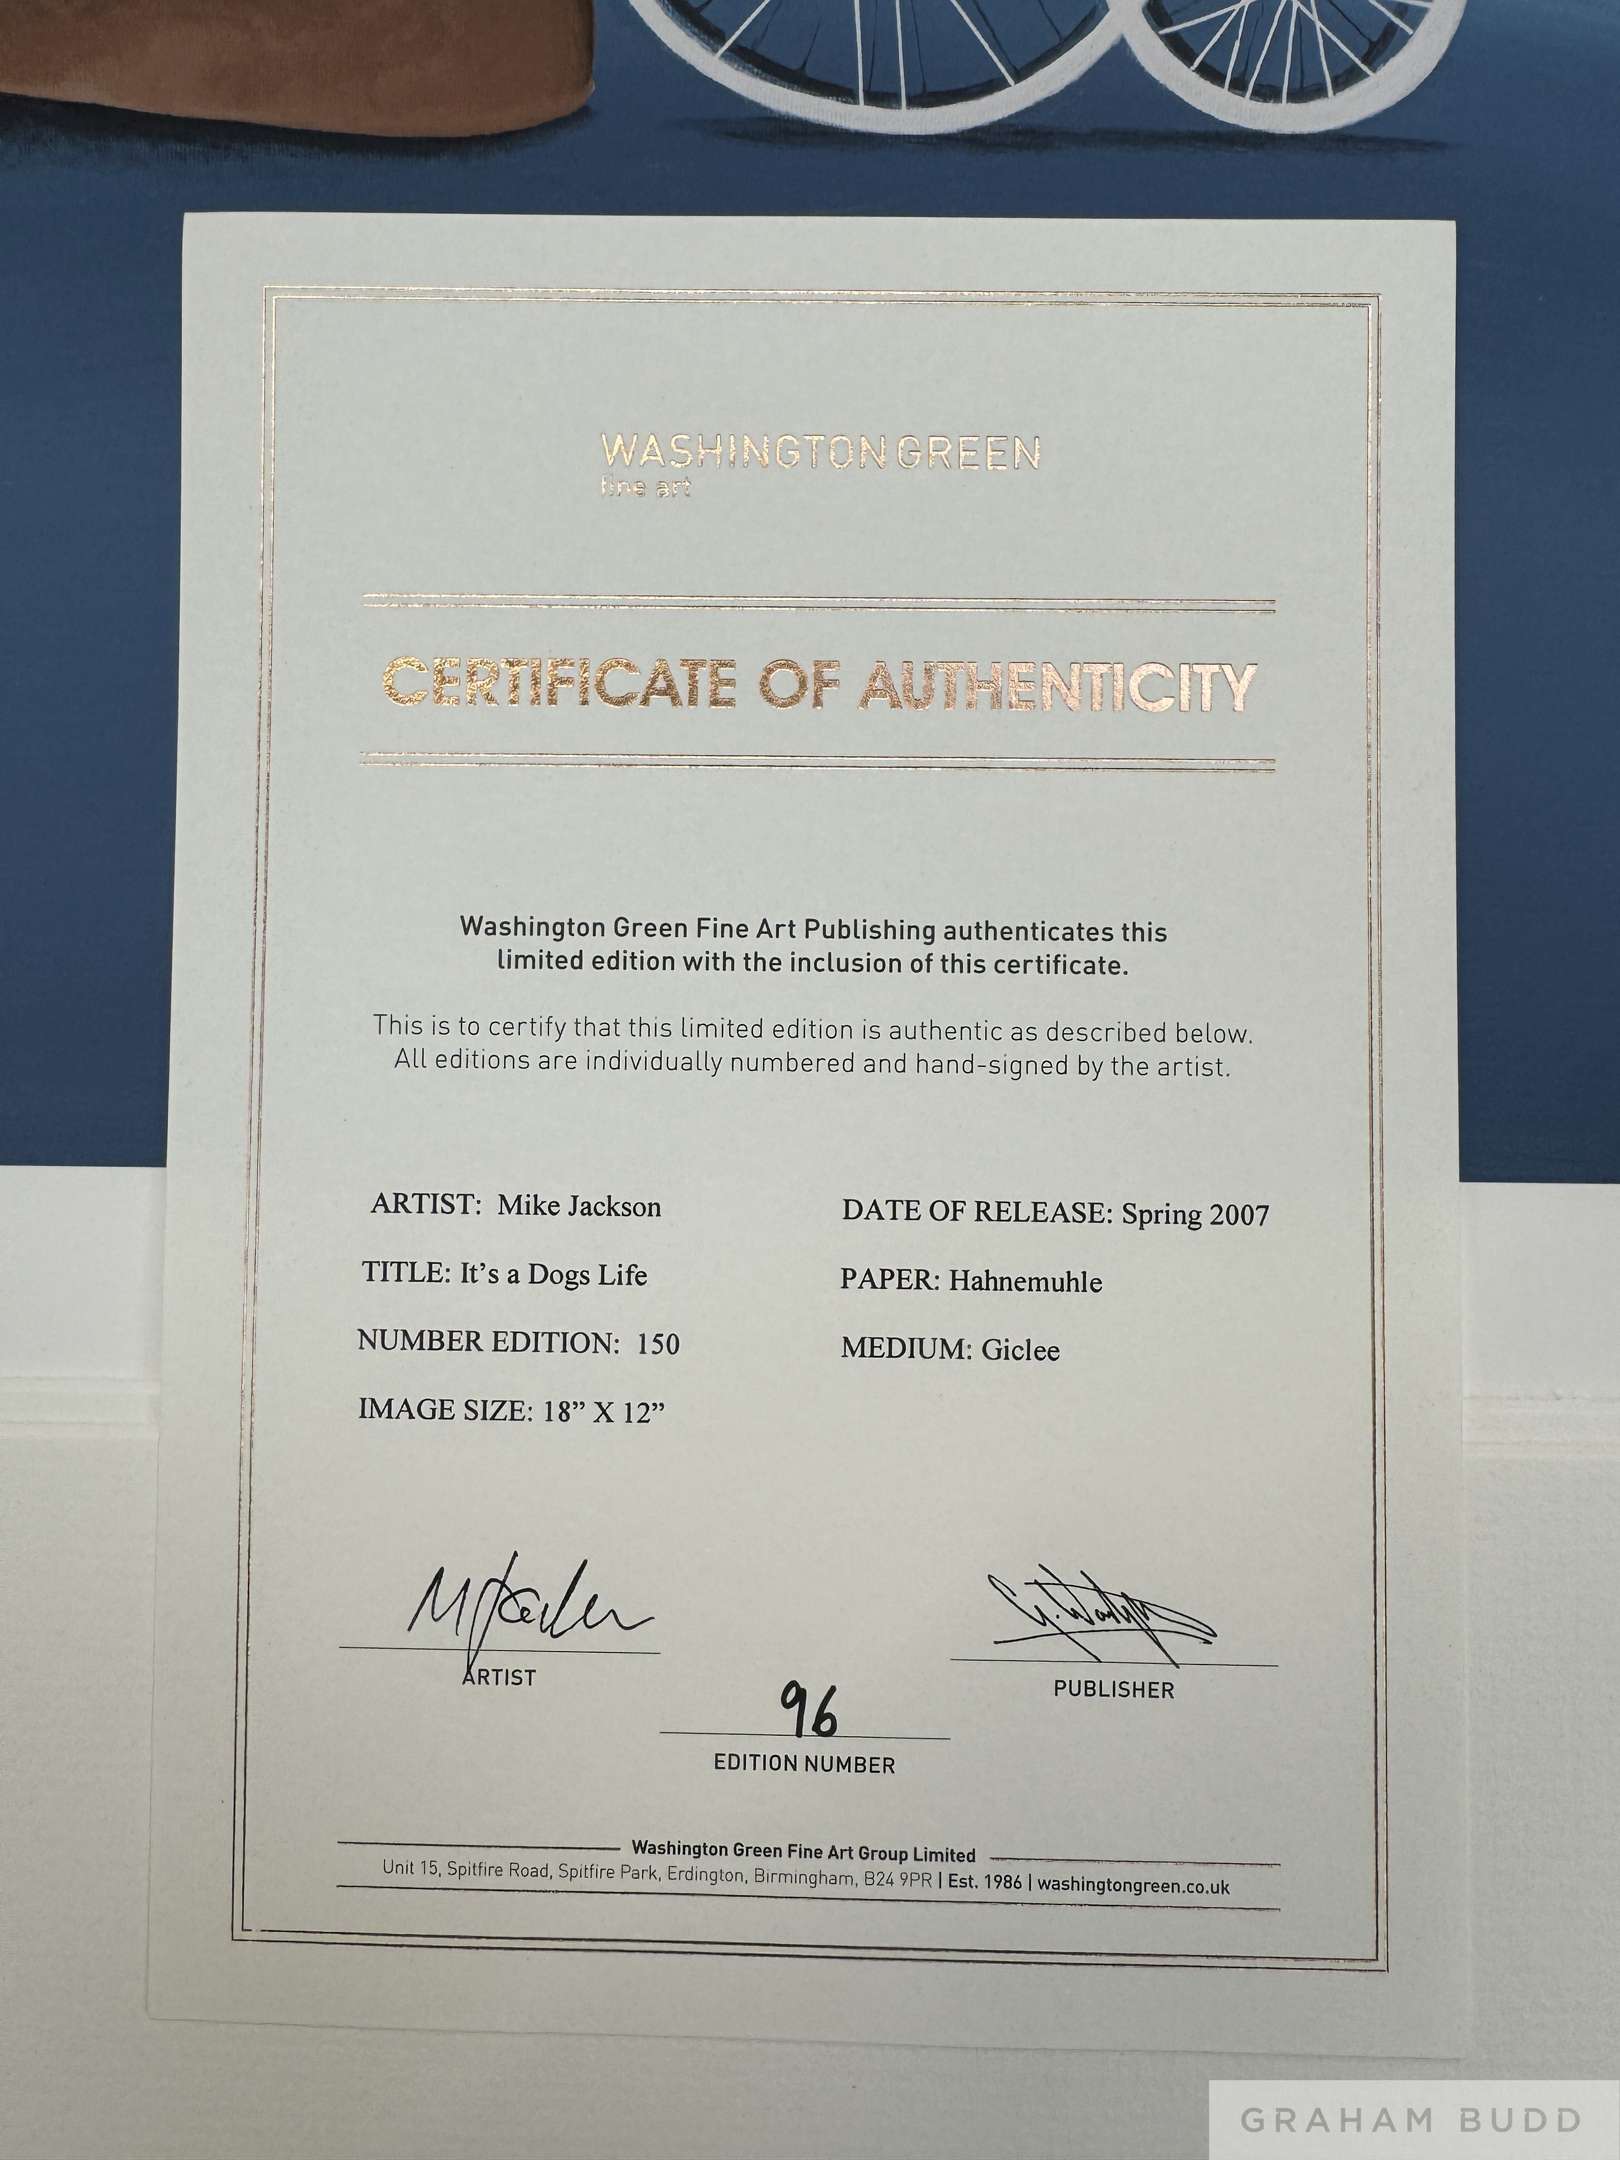 WASHINGTON GREEN
fine art
CERTIFICATE OF AUTHENTICITY
Washington Green Fine Art Publishing authenticates this
limited edition with the inclusion of this certificate.
This is to certify that this limited edition is authentic as described below.
All editions are individually numbered and hand-signed by the artist.
ARTIST: Mike Jackson
DATE OF RELEASE: Spring 2007
TITLE: It's a Dogs Life
PAPER: Hahnemuhle
NUMBER EDITION: 150
MEDIUM: Giclee
IMAGE SIZE: 18” X 12”
ARTIST
PUBLISHER
96
EDITION NUMBER
Washington Green Fine Art Group Limited
Unit 15, Spitfire Road, Spitfire Park, Erdington, Birmingham, B24 9PR | Est. 1986 | washingtongreen.co.uk
GRAHAM BUDD